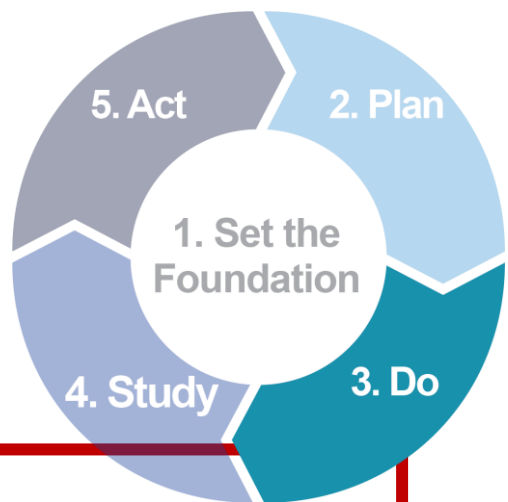 1. Set the
Foundation
2. Plan
3. Do
4. Study
5. Act